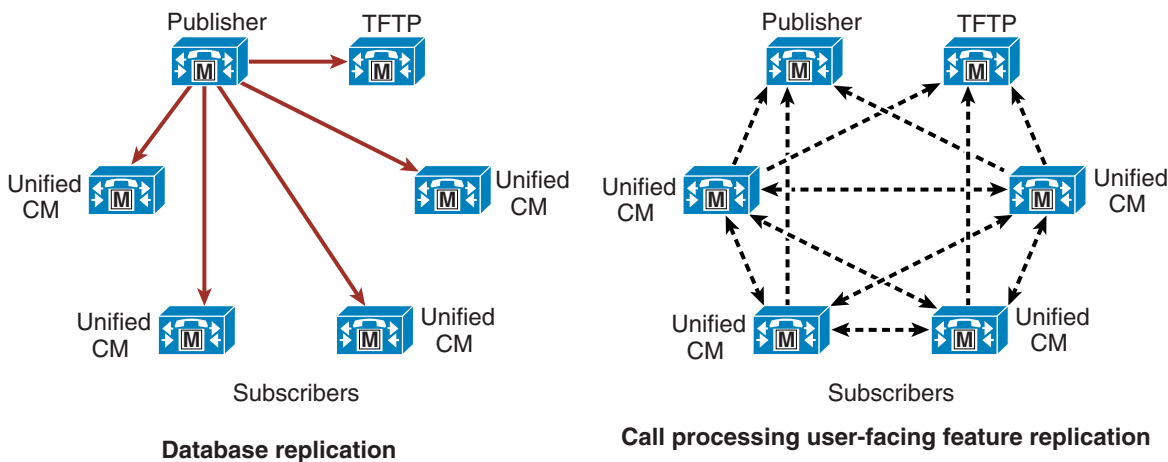 Publisher
TFTP
M
M
Unified
CM
M
M
Unified
CM
Unified
CM
M
M
Unified
CM
Subscribers
Database replication
Publisher
TFTP
M
M
Unified
CM
M
M
Unified
CM
Unified
CM
M
M
Unified
CM
Subscribers
Call processing user-facing feature replication